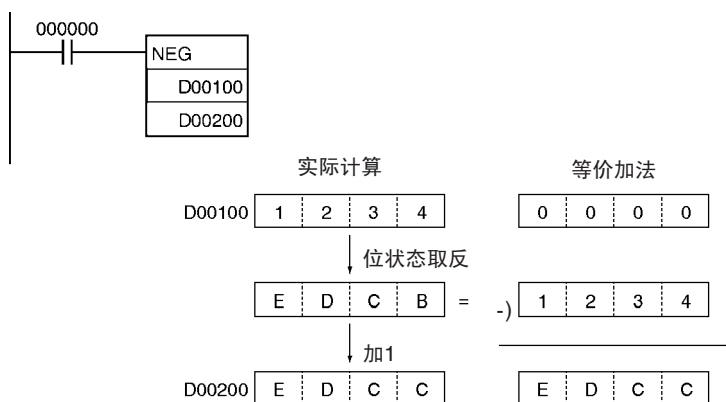 000000
NEG
D00100
D00200
实际计算 等价加法
D00100 1 2 3 4 0 0 0 0
位状态取反
E D C B = -) 1 2 3 4
加1
D00200 E D C C E D C C